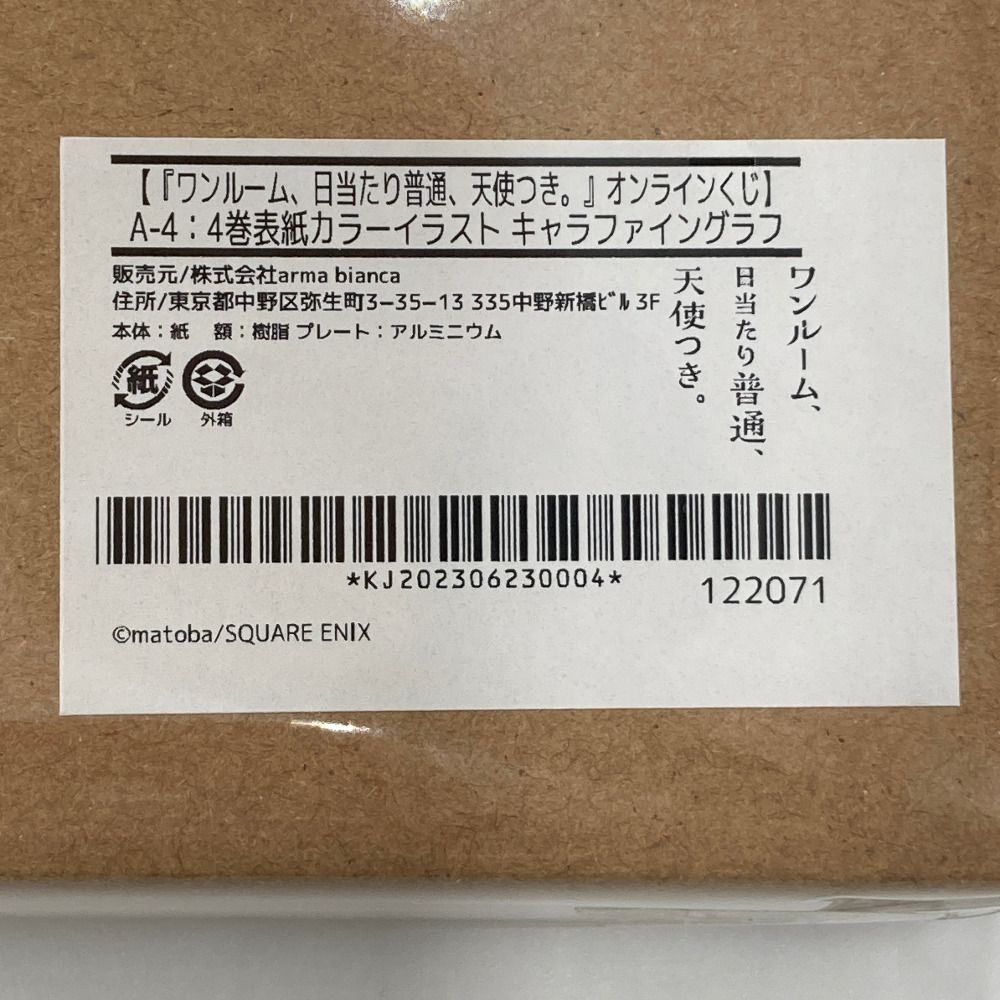 【『ワンルーム、日当たり普通、天使つき。』オンラインくじ】
A-4：4巻表紙カラーイラスト キャラファイングラフ
販売元/株式会社arma bianca
住所/東京都中野区弥生町3-35-13 335中野新橋ﾋﾞﾙ 3F
本体：紙　額：樹脂 プレート：アルミニウム
紙
シール
外箱
ワンルーム、
日当たり普通、
天使つき。
*KJ202306230004*
122071
©matoba/SQUARE ENIX